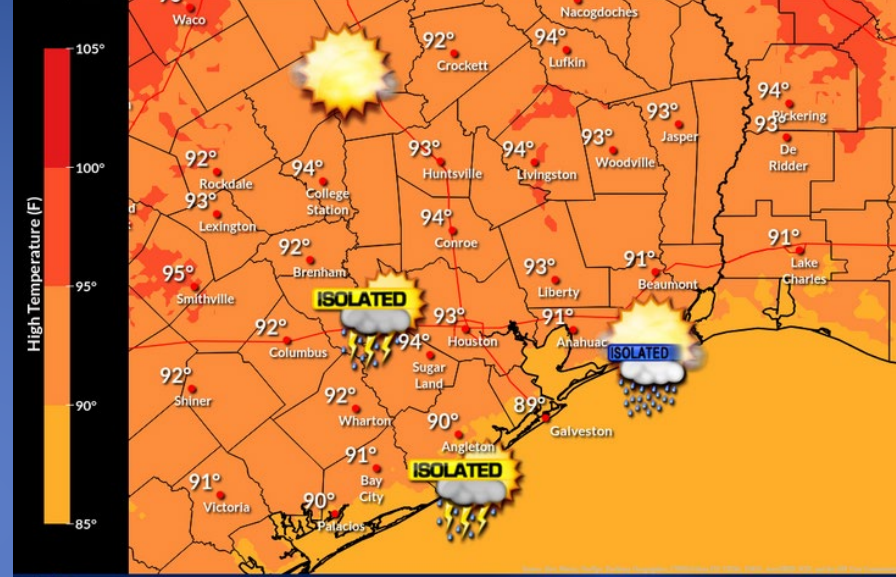 Waco
Nacogdoches
105°
92°
Crockett
94°
Lufkin
94°
Pickering
93°
De
Ridder
93°
Jasper
93°
Woodville
100°
92°
Rockdale
94°
College
Station
93°
Huntsville
94°
Livingston
93°
Lexington
94°
Conroe
High Temperature (F)
92°
Brenham
91°
Lake
Charles
91°
Beaumont
95°
95°
Smithville
93°
Liberty
ISOLATED
93°
Houston
91°
Anahuac
92°
Columbus
94°
Sugar
Land
ISOLATED
92°
Shiner
90°
92°
Wharton
89°
Galveston
90°
Angleton
91°
Bay
City
ISOLATED
91°
Victoria
90°
Palacios
85°